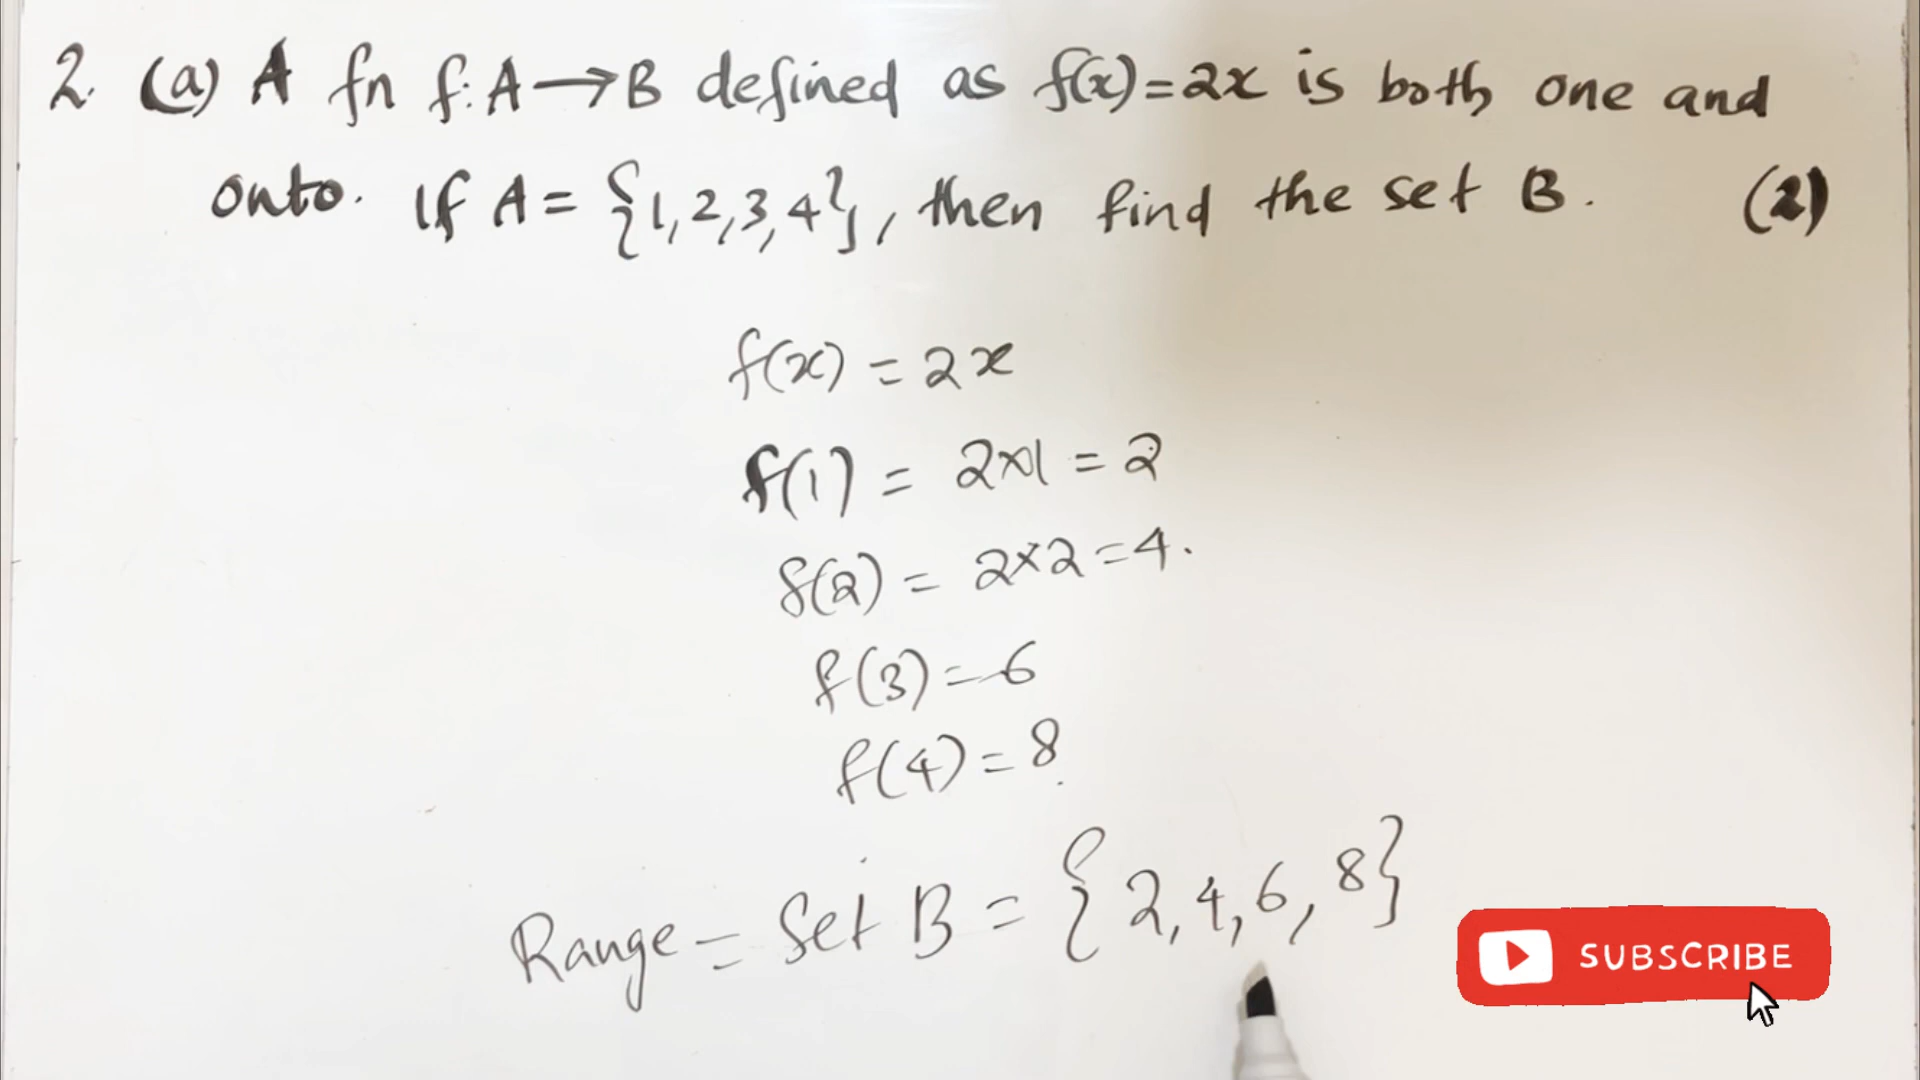 2. (a) A fn f: A→B defined as f(x)=2x is both one and
onto. If A = {1,2,3,4}, then find the set B. (2)
f(x) = 2x
f(1) = 2×1 = 2
f(2) = 2×2=4.
f(3)=6
f(4)=8.
Range = Set B = {2,4,6,8}
SUBSCRIBE